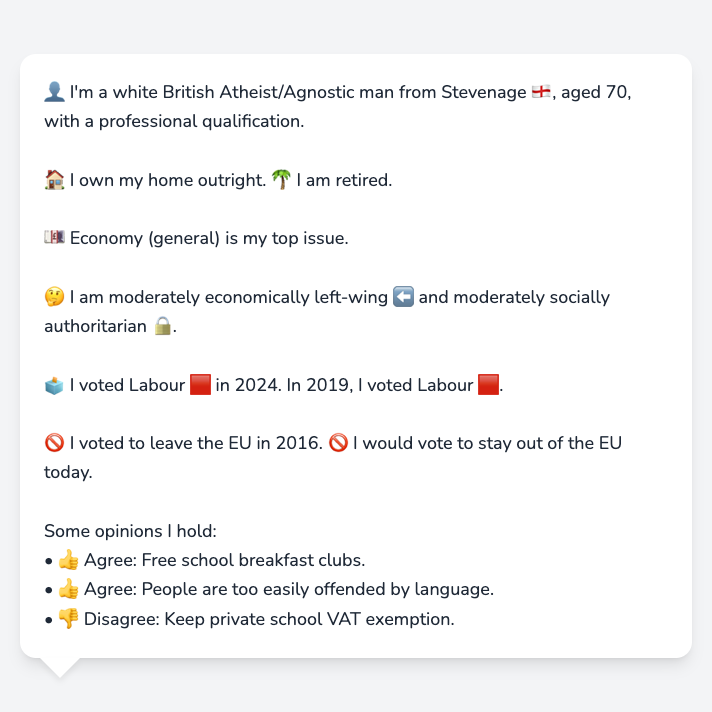 👤 I'm a white British Atheist/Agnostic man from Stevenage 🏴󠁧󠁢󠁥󠁮󠁧󠁿, aged 70,
with a professional qualification.
🏠 I own my home outright. 🌴 I am retired.
💷 Economy (general) is my top issue.
🤔 I am moderately economically left-wing ⬅️ and moderately socially
authoritarian 🔒.
🗳️ I voted Labour 🟥 in 2024. In 2019, I voted Labour 🟥.
🚫 I voted to leave the EU in 2016. 🚫 I would vote to stay out of the EU
today.
Some opinions I hold:
• 👍 Agree: Free school breakfast clubs.
• 👍 Agree: People are too easily offended by language.
• 👎 Disagree: Keep private school VAT exemption.